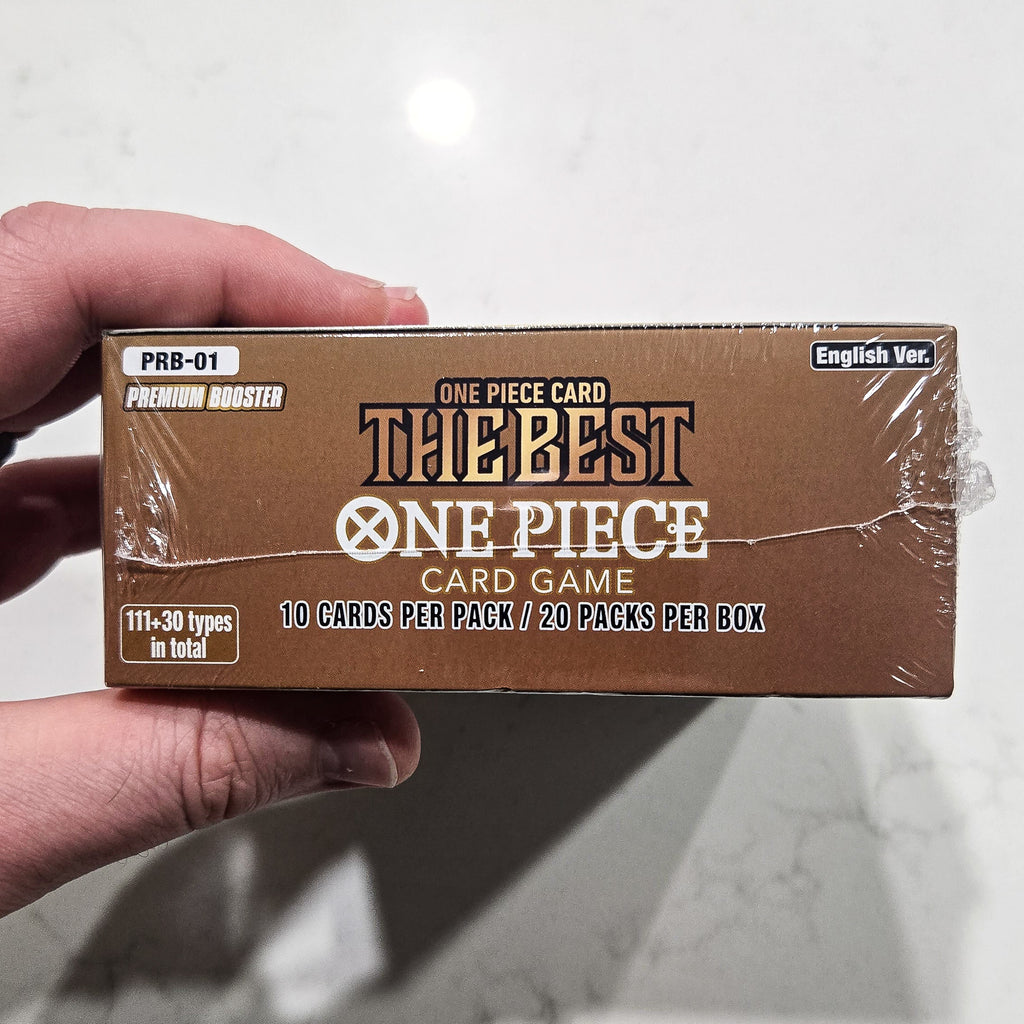 PRB-01
English Ver.
PREMIUM BOOSTER
ONE PIECE CARD
THE BEST
ONE PIECE
CARD GAME
10 CARDS PER PACK / 20 PACKS PER BOX
111+30 types
in total